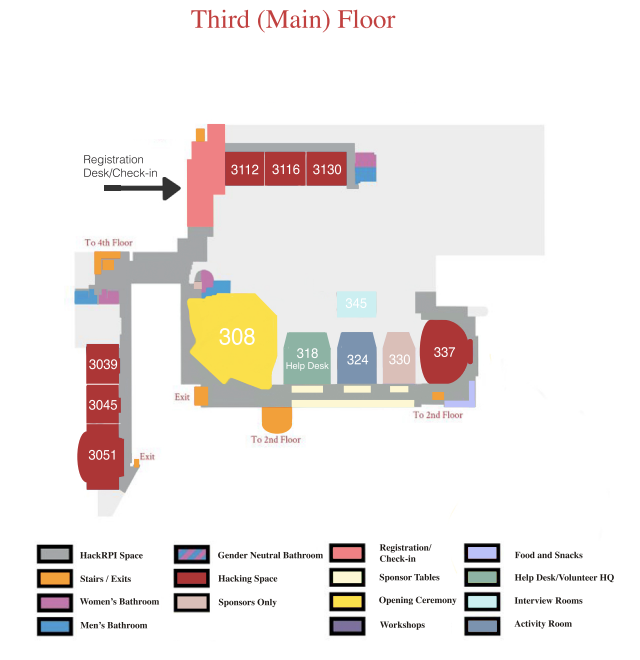 Third (Main) Floor
Registration
Desk/Check-in
3112
3116
3130
To 4th Floor
345
308
318
Help Desk
324
330
337
3039
3045
3051
Exit
Exit
To 2nd Floor
To 2nd Floor
HackRPI Space
Stairs / Exits
Women's Bathroom
Men's Bathroom
Gender Neutral Bathroom
Hacking Space
Sponsors Only
Registration/
Check-in
Sponsor Tables
Opening Ceremony
Workshops
Food and Snacks
Help Desk/Volunteer HQ
Interview Rooms
Activity Room